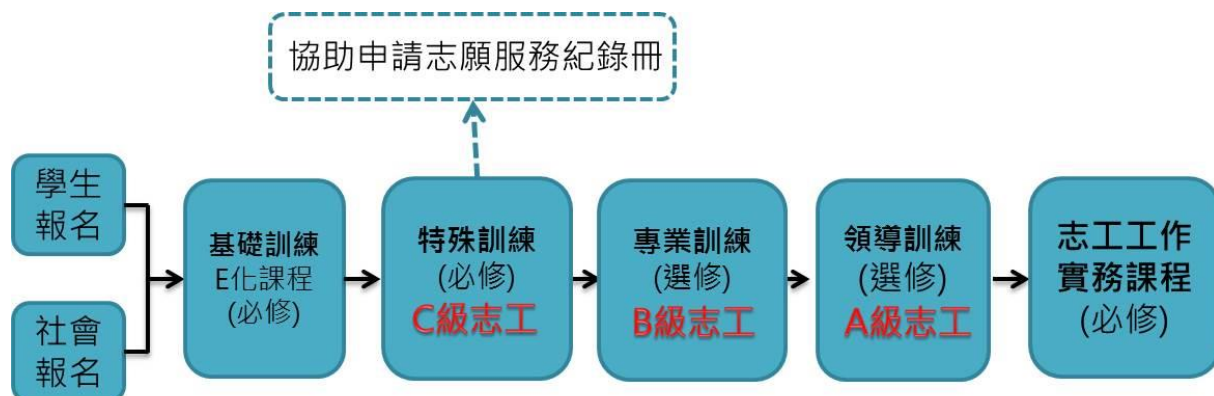 協助申請志願服務紀錄冊
學生
報名
社會
報名
基礎訓練
E化課程
(必修)
特殊訓練
(必修)
C級志工
專業訓練
(選修)
B級志工
領導訓練
(選修)
A級志工
志工工作
實務課程
(必修)